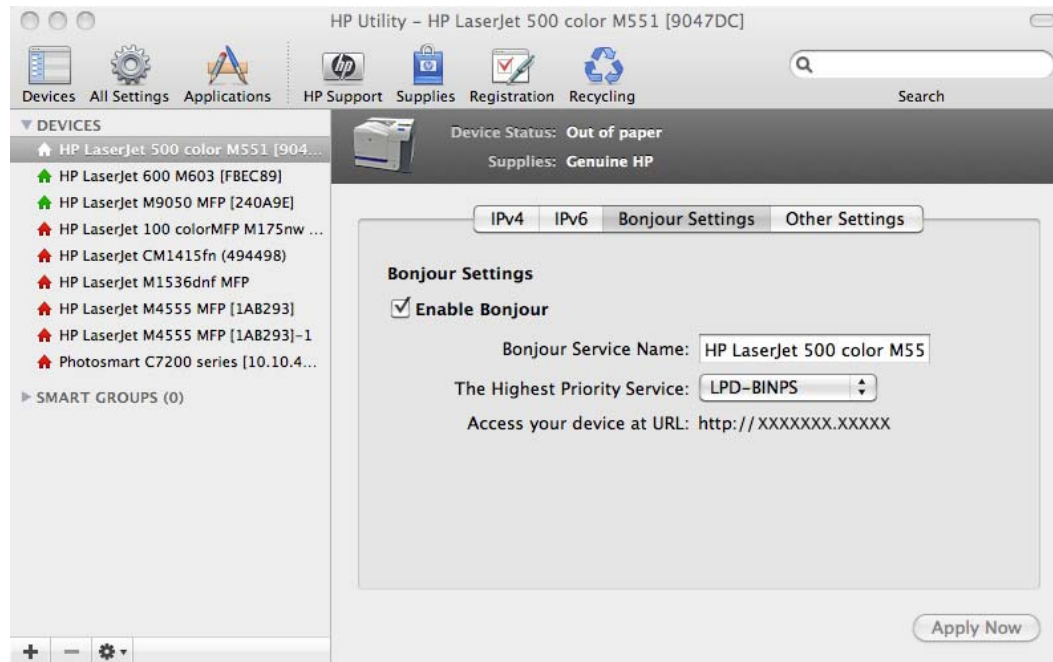 HP Utility – HP LaserJet 500 color M551 [9047DC]
Devices All Settings Applications HP Support Supplies Registration Recycling Search
DEVICES
HP LaserJet 500 color M551 [904...
HP LaserJet 600 M603 [FBEC89]
HP LaserJet M9050 MFP [240A9E]
HP LaserJet 100 colorMFP M175nw ...
HP LaserJet CM1415fn (494498)
HP LaserJet M1536dnf MFP
HP LaserJet M4555 MFP [1AB293]
HP LaserJet M4555 MFP [1AB293]-1
Photosmart C7200 series [10.10.4...
SMART GROUPS (0)
Device Status: Out of paper
Supplies: Genuine HP
IPv4 IPv6 Bonjour Settings Other Settings
Bonjour Settings
Enable Bonjour
Bonjour Service Name: HP LaserJet 500 color M55
The Highest Priority Service: LPD-BINPS
Access your device at URL: http://XXXXXXX.XXXXX
Apply Now